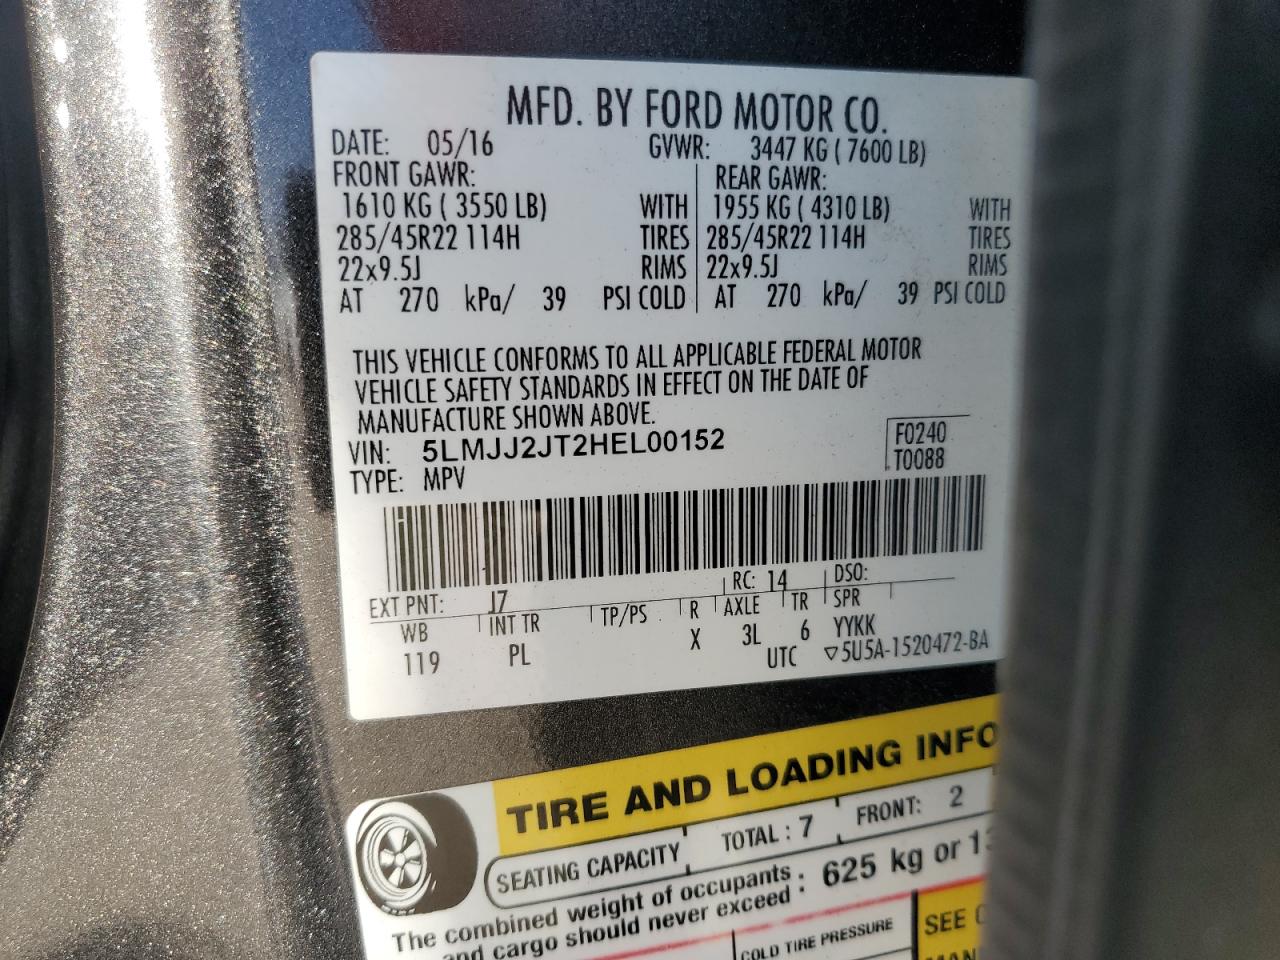 MFD. BY FORD MOTOR CO.
DATE: 05/16 GVWR: 3447 KG ( 7600 LB)
FRONT GAWR: REAR GAWR:
1610 KG ( 3550 LB) WITH 1955 KG ( 4310 LB) WITH
285/45R22 114H TIRES 285/45R22 114H TIRES
22x9.5J RIMS 22x9.5J RIMS
AT 270 kPa/ 39 PSI COLD AT 270 kPa/ 39 PSI COLD
THIS VEHICLE CONFORMS TO ALL APPLICABLE FEDERAL MOTOR
VEHICLE SAFETY STANDARDS IN EFFECT ON THE DATE OF
MANUFACTURE SHOWN ABOVE.
VIN: 5LMJJ2JT2HEL00152 F0240
TYPE: MPV T0088
EXT PNT: J7 RC: 14 DSO:
WB INT TR TP/PS R AXLE TR SPR
119 PL X 3L 6 YYKK
UTC ▽5U5A-1520472-BA
TIRE AND LOADING INFO
SEATING CAPACITY TOTAL : 7 FRONT: 2
The combined weight of occupants : 625 kg or 13
and cargo should never exceed :
COLD TIRE PRESSURE SEE